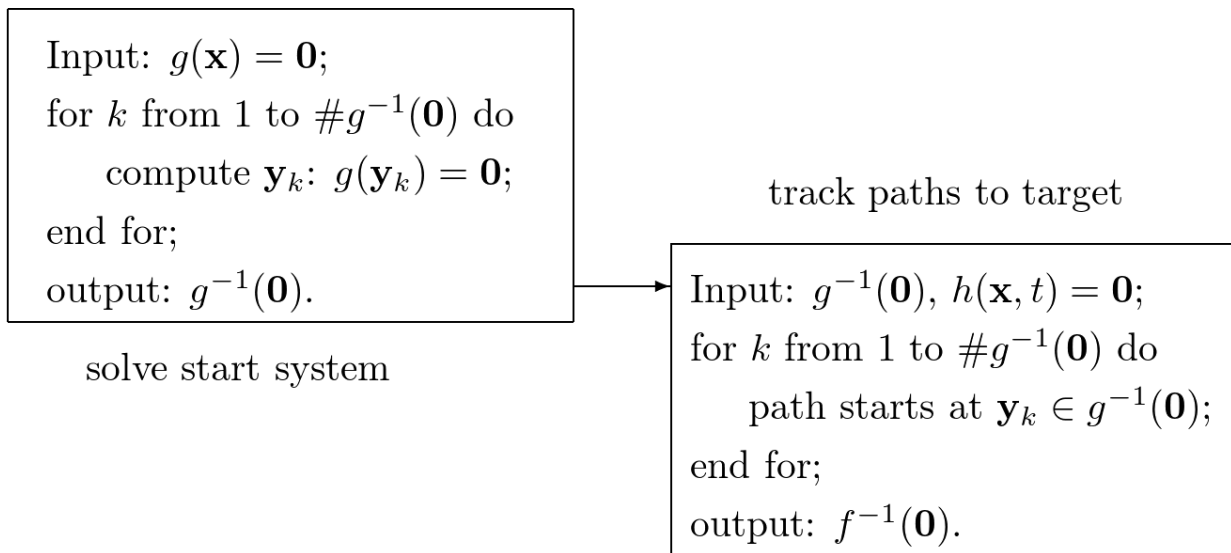 Input: g(x) = 0;
for k from 1 to #g⁻¹(0) do
compute yₖ: g(yₖ) = 0;
end for;
output: g⁻¹(0).
solve start system
track paths to target
Input: g⁻¹(0), h(x, t) = 0;
for k from 1 to #g⁻¹(0) do
path starts at yₖ ∈ g⁻¹(0);
end for;
output: f⁻¹(0).